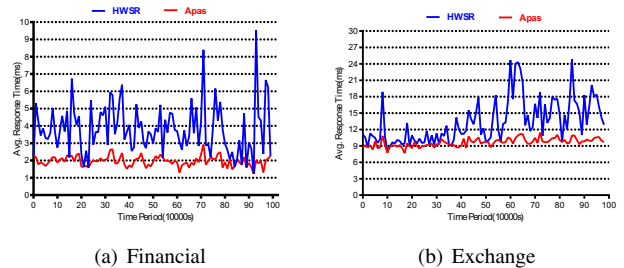 HWSR Apas
10
9
8
7
6
5
4
3
2
1
0
Avg. Response Time(ms)
0 10 20 30 40 50 60 70 80 90 100
Time Period(10000s)
(a) Financial
HWSR Apas
30
27
24
21
18
15
12
9
6
3
0
Avg. Response Time(ms)
0 10 20 30 40 50 60 70 80 90 100
Time Period(10000s)
(b) Exchange